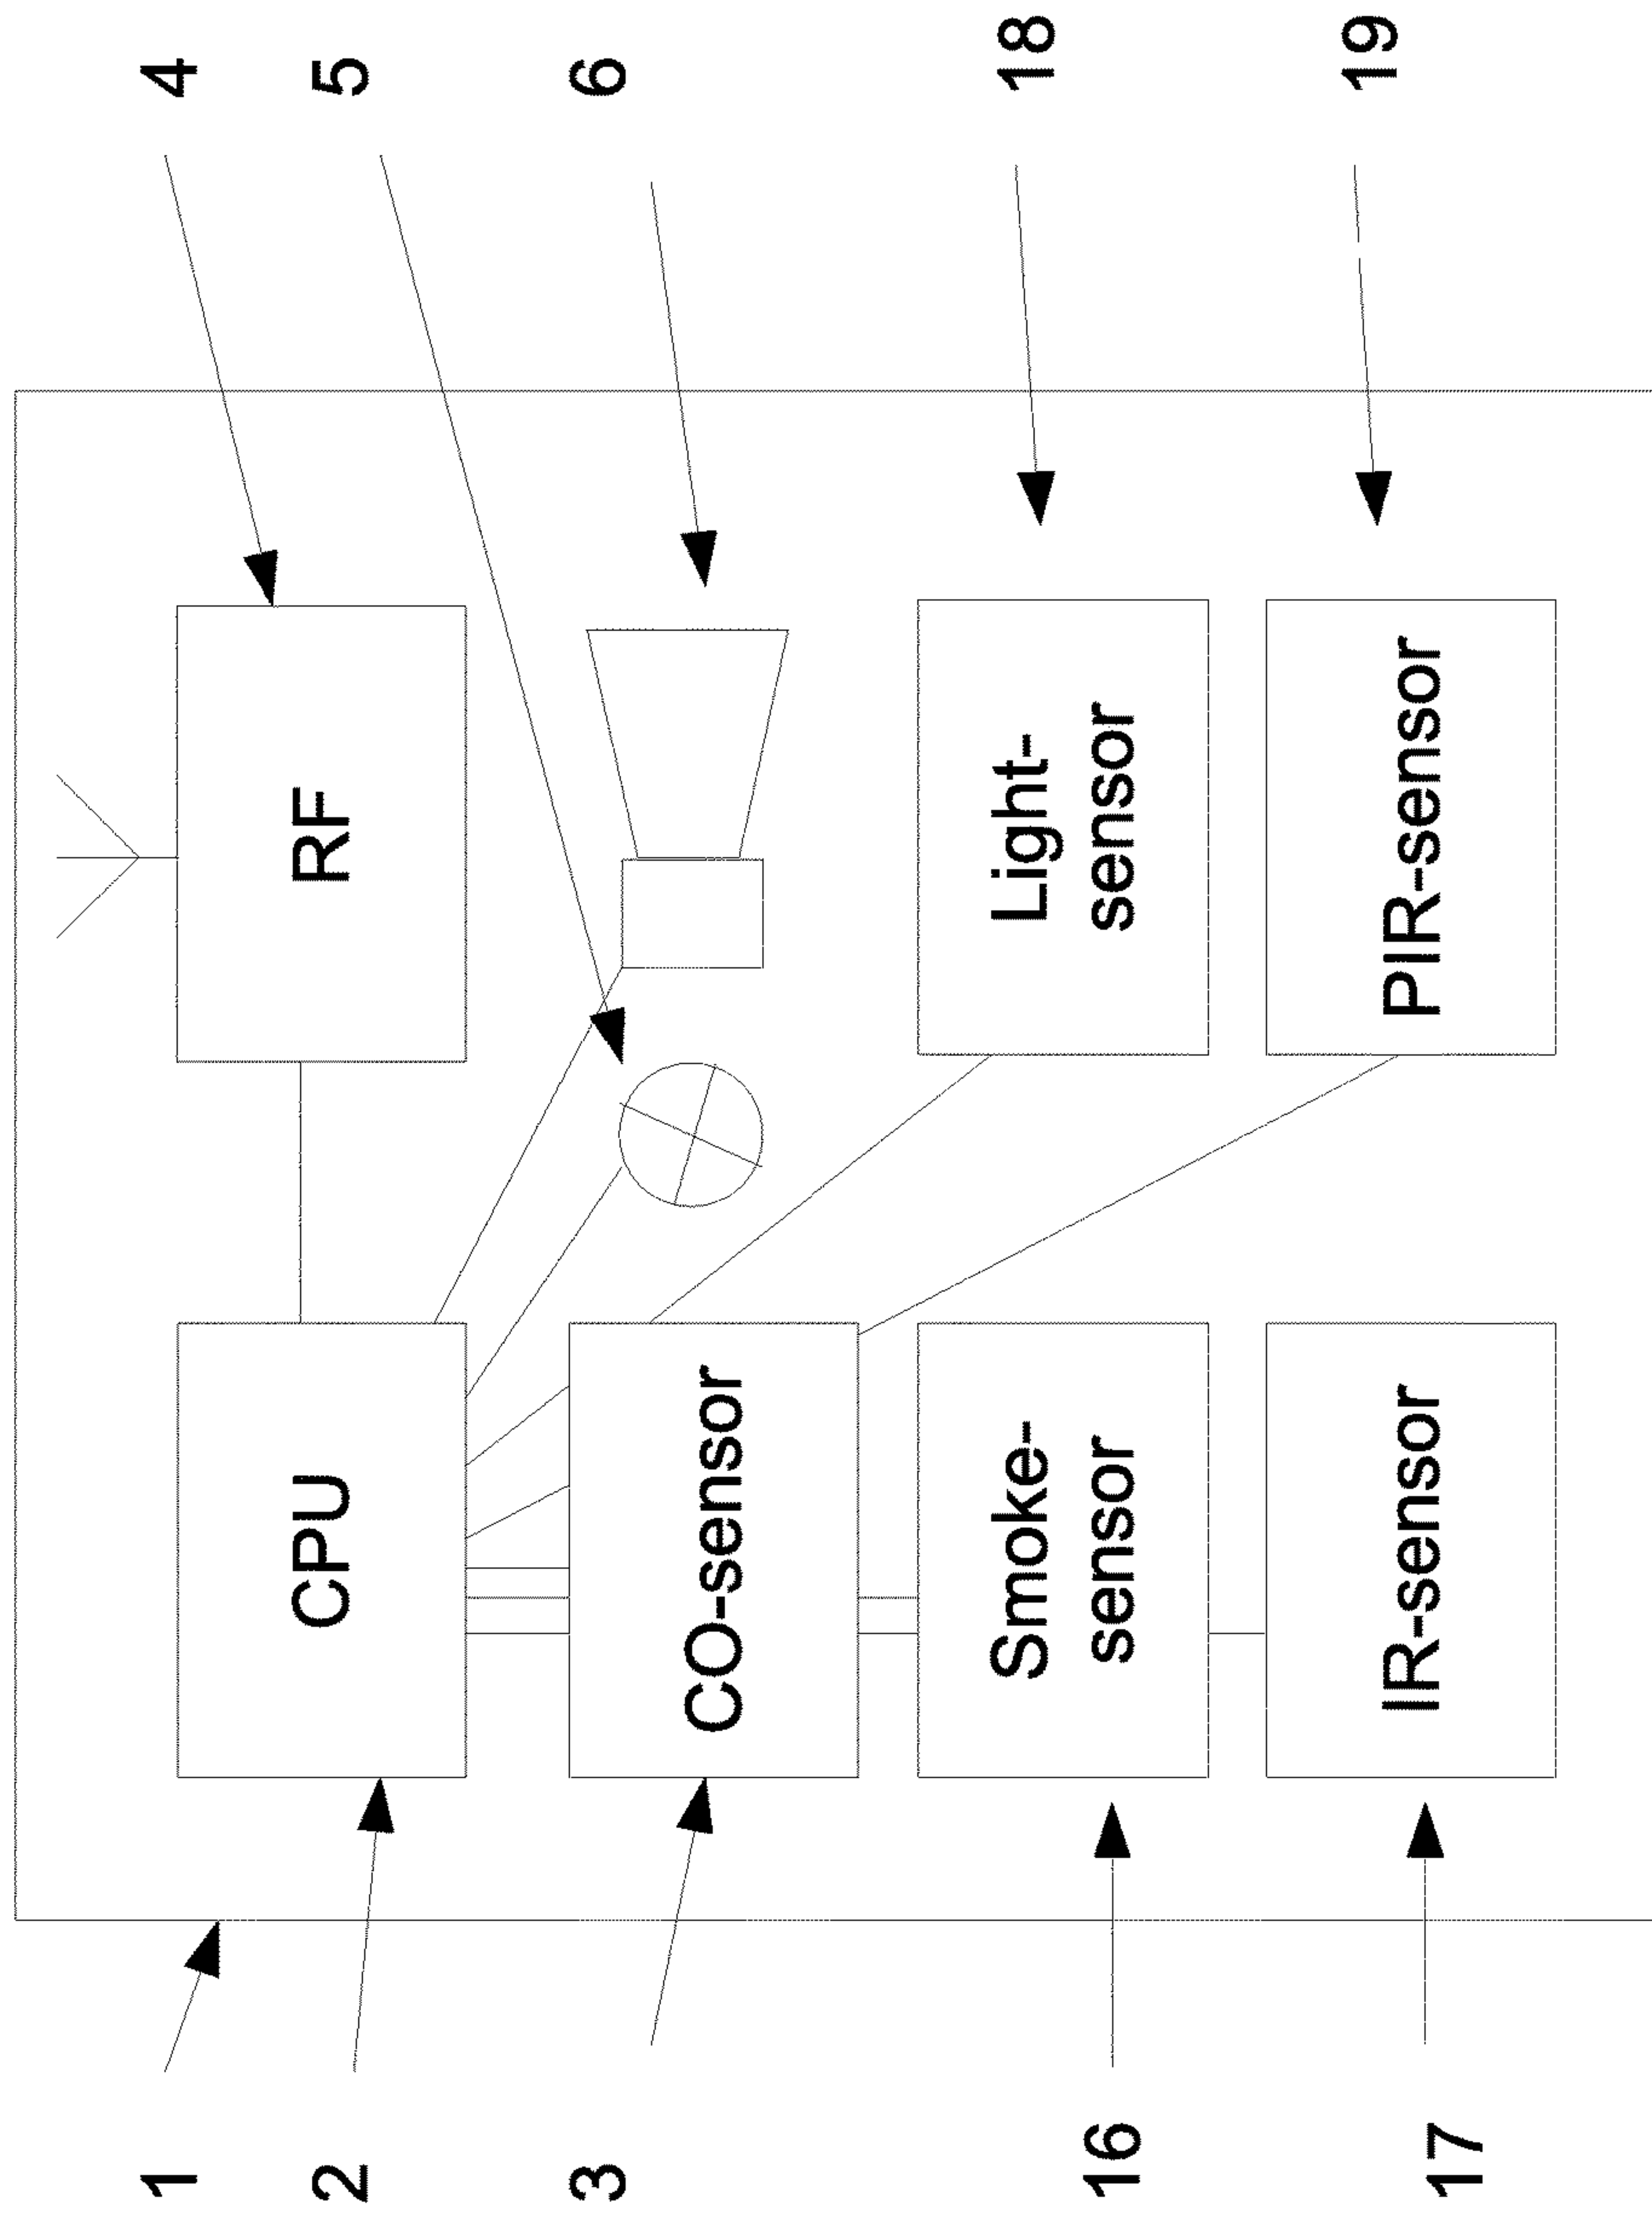 4
5
6
18
19
RF
Light-
sensor
PIR-sensor
CPU
CO-sensor
Smoke-
sensor
IR-sensor
1
2
3
16
17